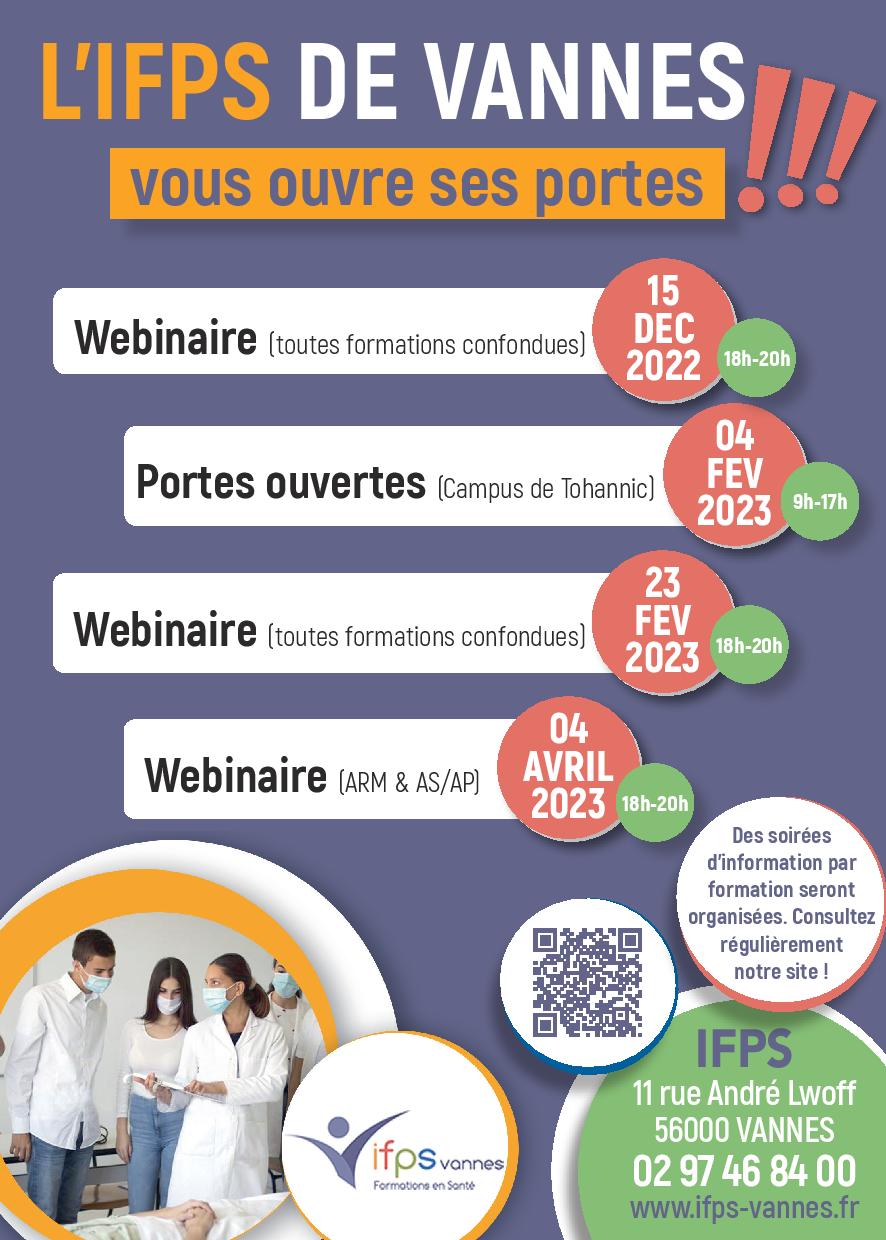 L'IFPS DE VANNES!!!
vous ouvre ses portes
Webinaire (toutes formations confondues)
15
DEC
2022
18h-20h
Portes ouvertes (Campus de Tohannic)
04
FEV
2023
9h-17h
Webinaire (toutes formations confondues)
23
FEV
2023
18h-20h
Webinaire (ARM & AS/AP)
04
AVRIL
2023
18h-20h
Des soirées
d'information par
formation seront
organisées. Consultez
régulièrement
notre site !
IFPS
11 rue André Lwoff
56000 VANNES
02 97 46 84 00
www.ifps-vannes.fr
ifps vannes
Formations en Santé